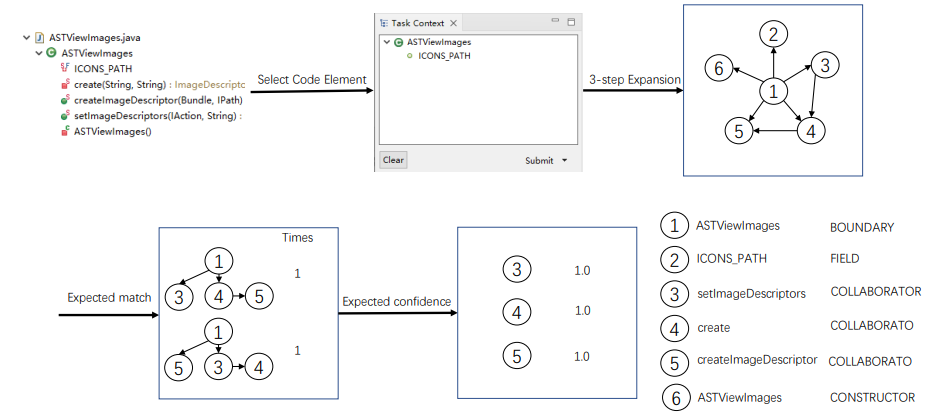 ASTViewImages.java
ASTViewImages
ICONS_PATH
create(String, String) : ImageDescriptc
createImageDescriptor(Bundle, IPath)
setImageDescriptors(IAction, String) :
ASTViewImages()
Select Code Element
Task Context
ASTViewImages
ICONS_PATH
Clear
Submit
3-step Expansion
2
6
3
1
5
4
Expected match
Times
1
3
4
5
1
1
5
3
4
1
Expected confidence
3 1.0
4 1.0
5 1.0
1 ASTViewImages BOUNDARY
2 ICONS_PATH FIELD
3 setImageDescriptors COLLABORATOR
4 create COLLABORATO
5 createImageDescriptor COLLABORATO
6 ASTViewImages CONSTRUCTOR